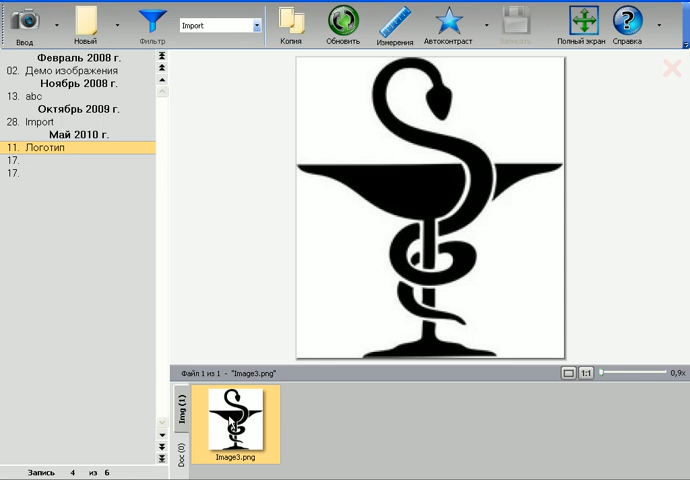 Ввод
Новый
Фильтр
Import
Копия
Обновить
Измерения
Автоконтраст
Записать
Полный экран
Справка
Февраль 2008 г.
02. Демо изображения
Ноябрь 2008 г.
13. abc
Октябрь 2009 г.
28. Import
Май 2010 г.
11. Логотип
17.
17.
Файл 1 из 1 - "Image3.png"
1:1
0,9x
Img (1)
Doc (0)
Image3.png
Запись 4 из 6